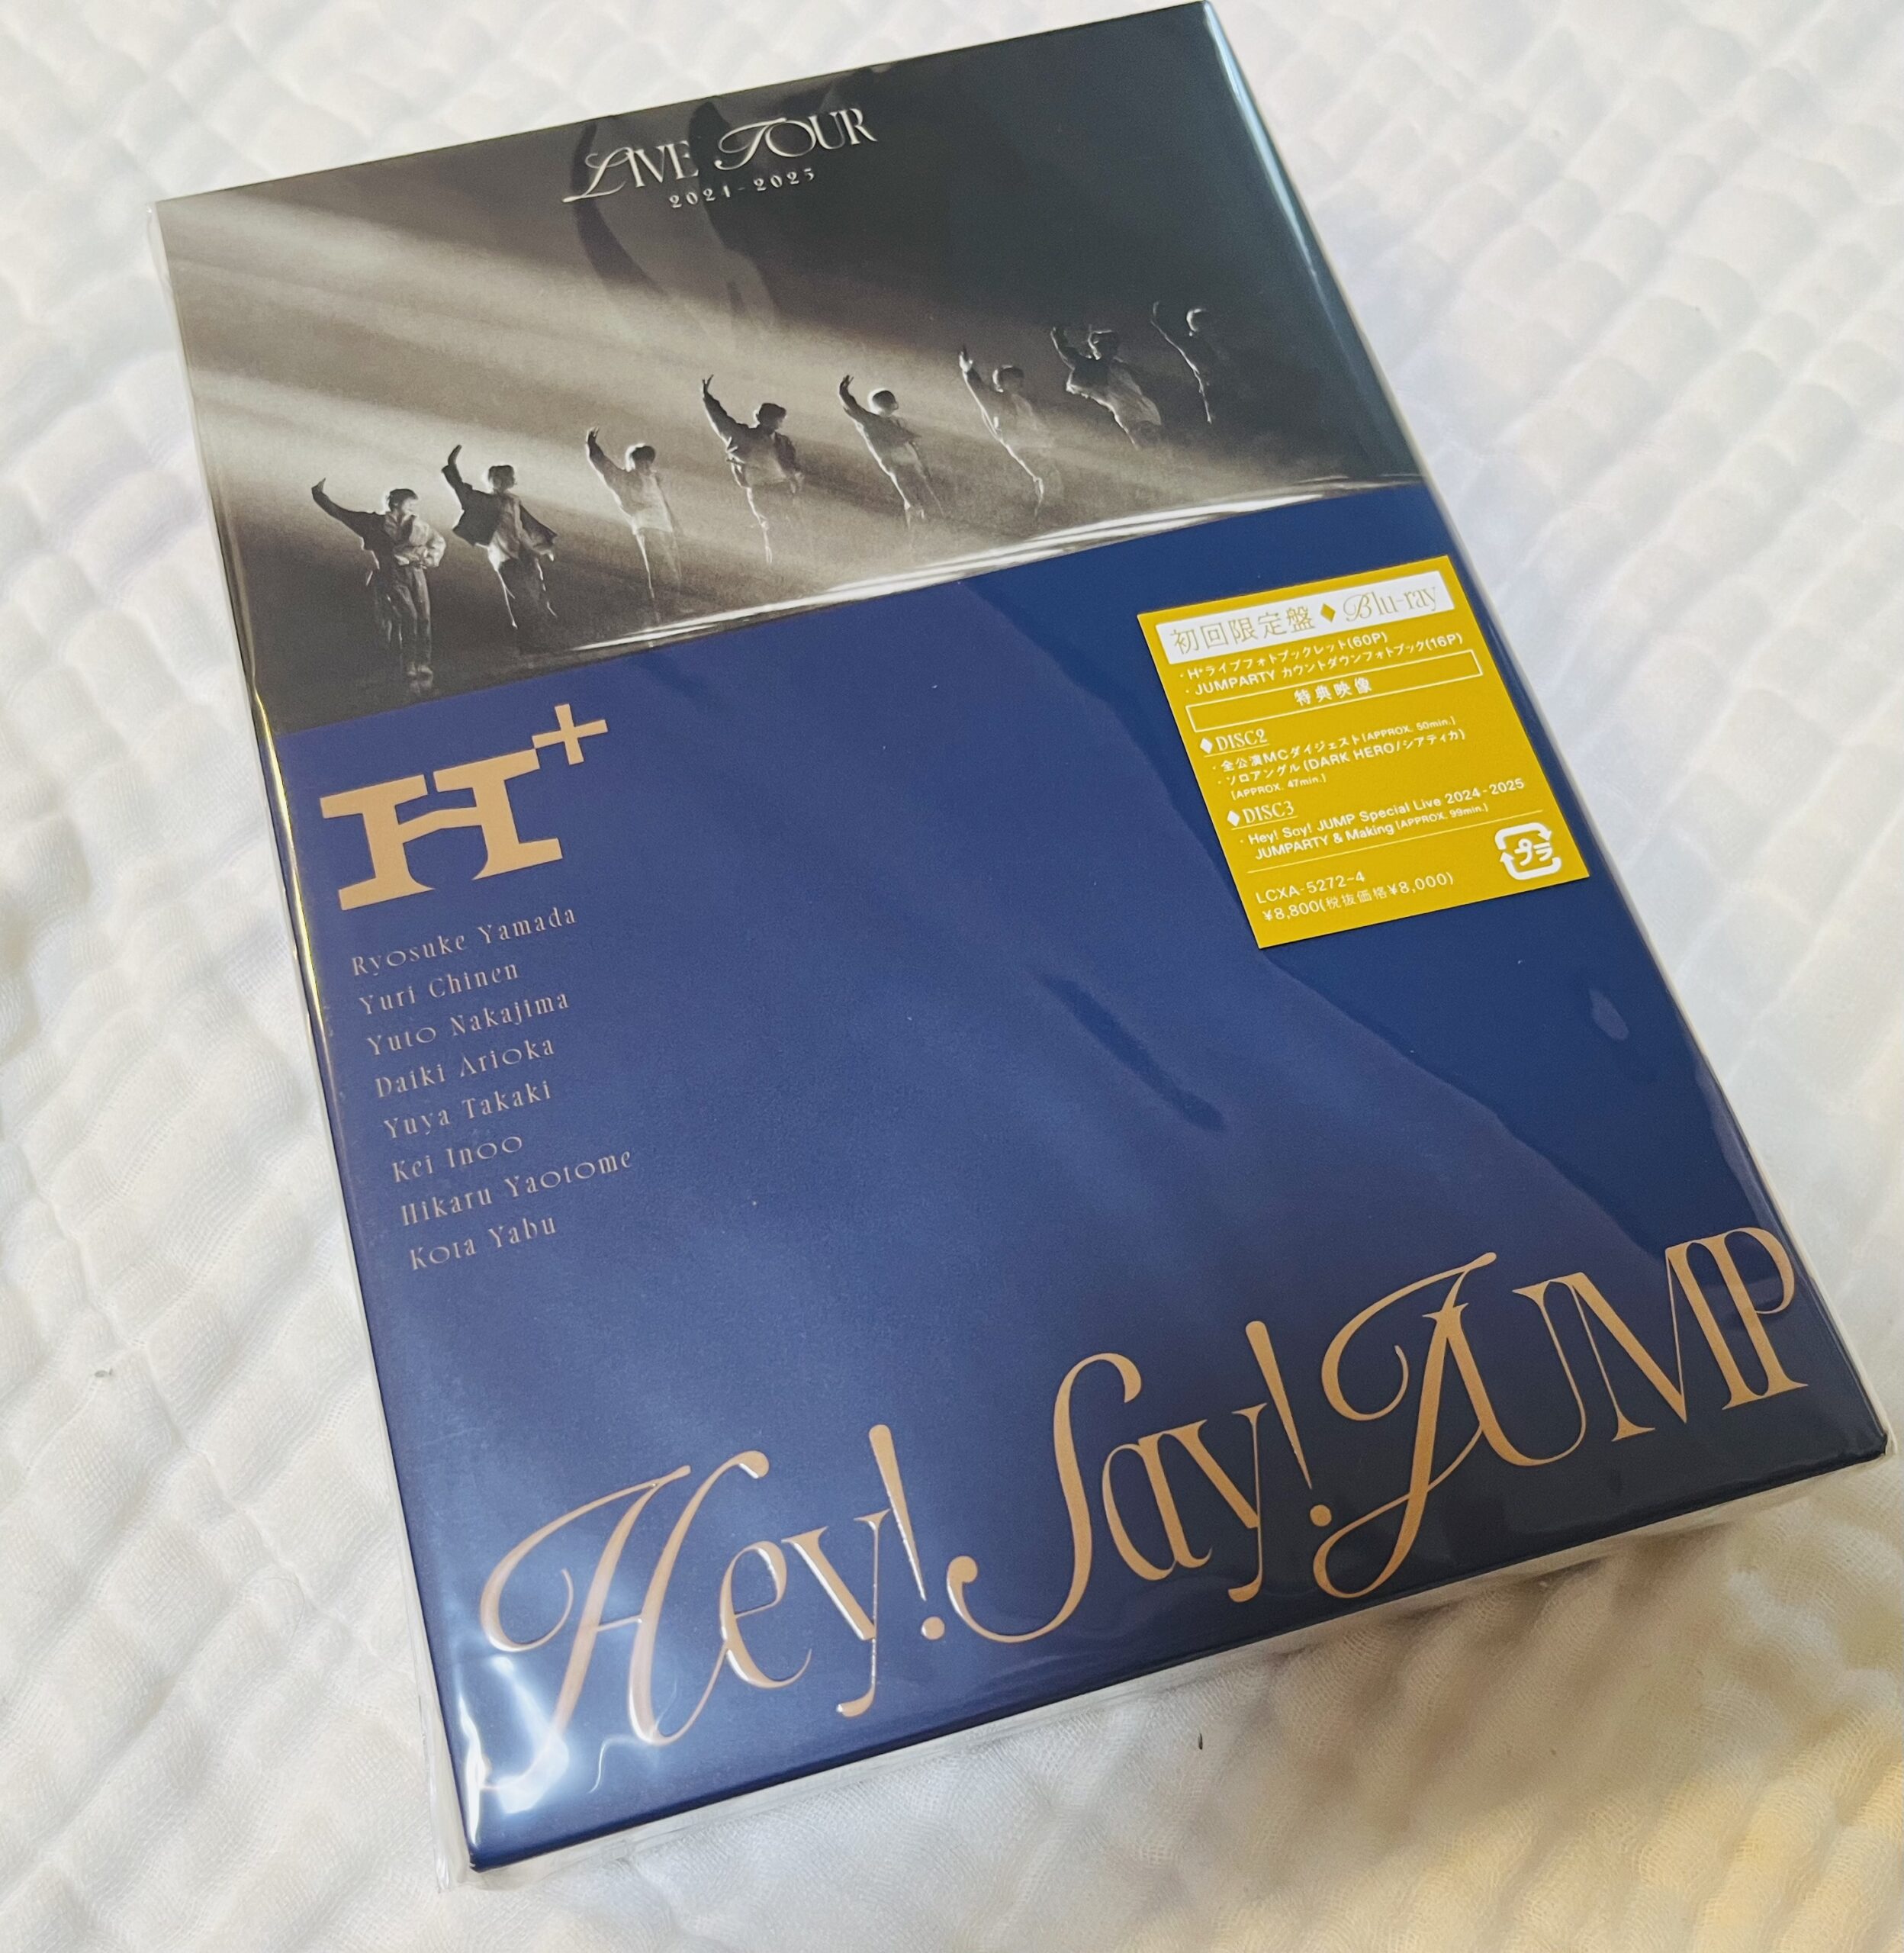 LIVE TOUR
2024-2025
初回限定盤◆Blu-ray
・H⁺ライブフォトブックレット(60P)
・JUMPARTY カウントダウンフォトブック(16P)
特典映像
◆DISC2
・全公演MCダイジェスト[APPROX. 50min.]
・ソロアングル(DARK HERO/シアティカ)
[APPROX. 47min.]
◆DISC3
・Hey! Say! JUMP Special Live 2024-2025
JUMPARTY & Making[APPROX. 99min.]
LCXA-5272-4
¥8,800(税抜価格¥8,000)
プラ
H+
Ryosuke Yamada
Yuri Chinen
Yuto Nakajima
Daiki Arioka
Yuya Takaki
Kei Inoo
Hikaru Yaotome
Kota Yabu
Hey! Say! JUMP